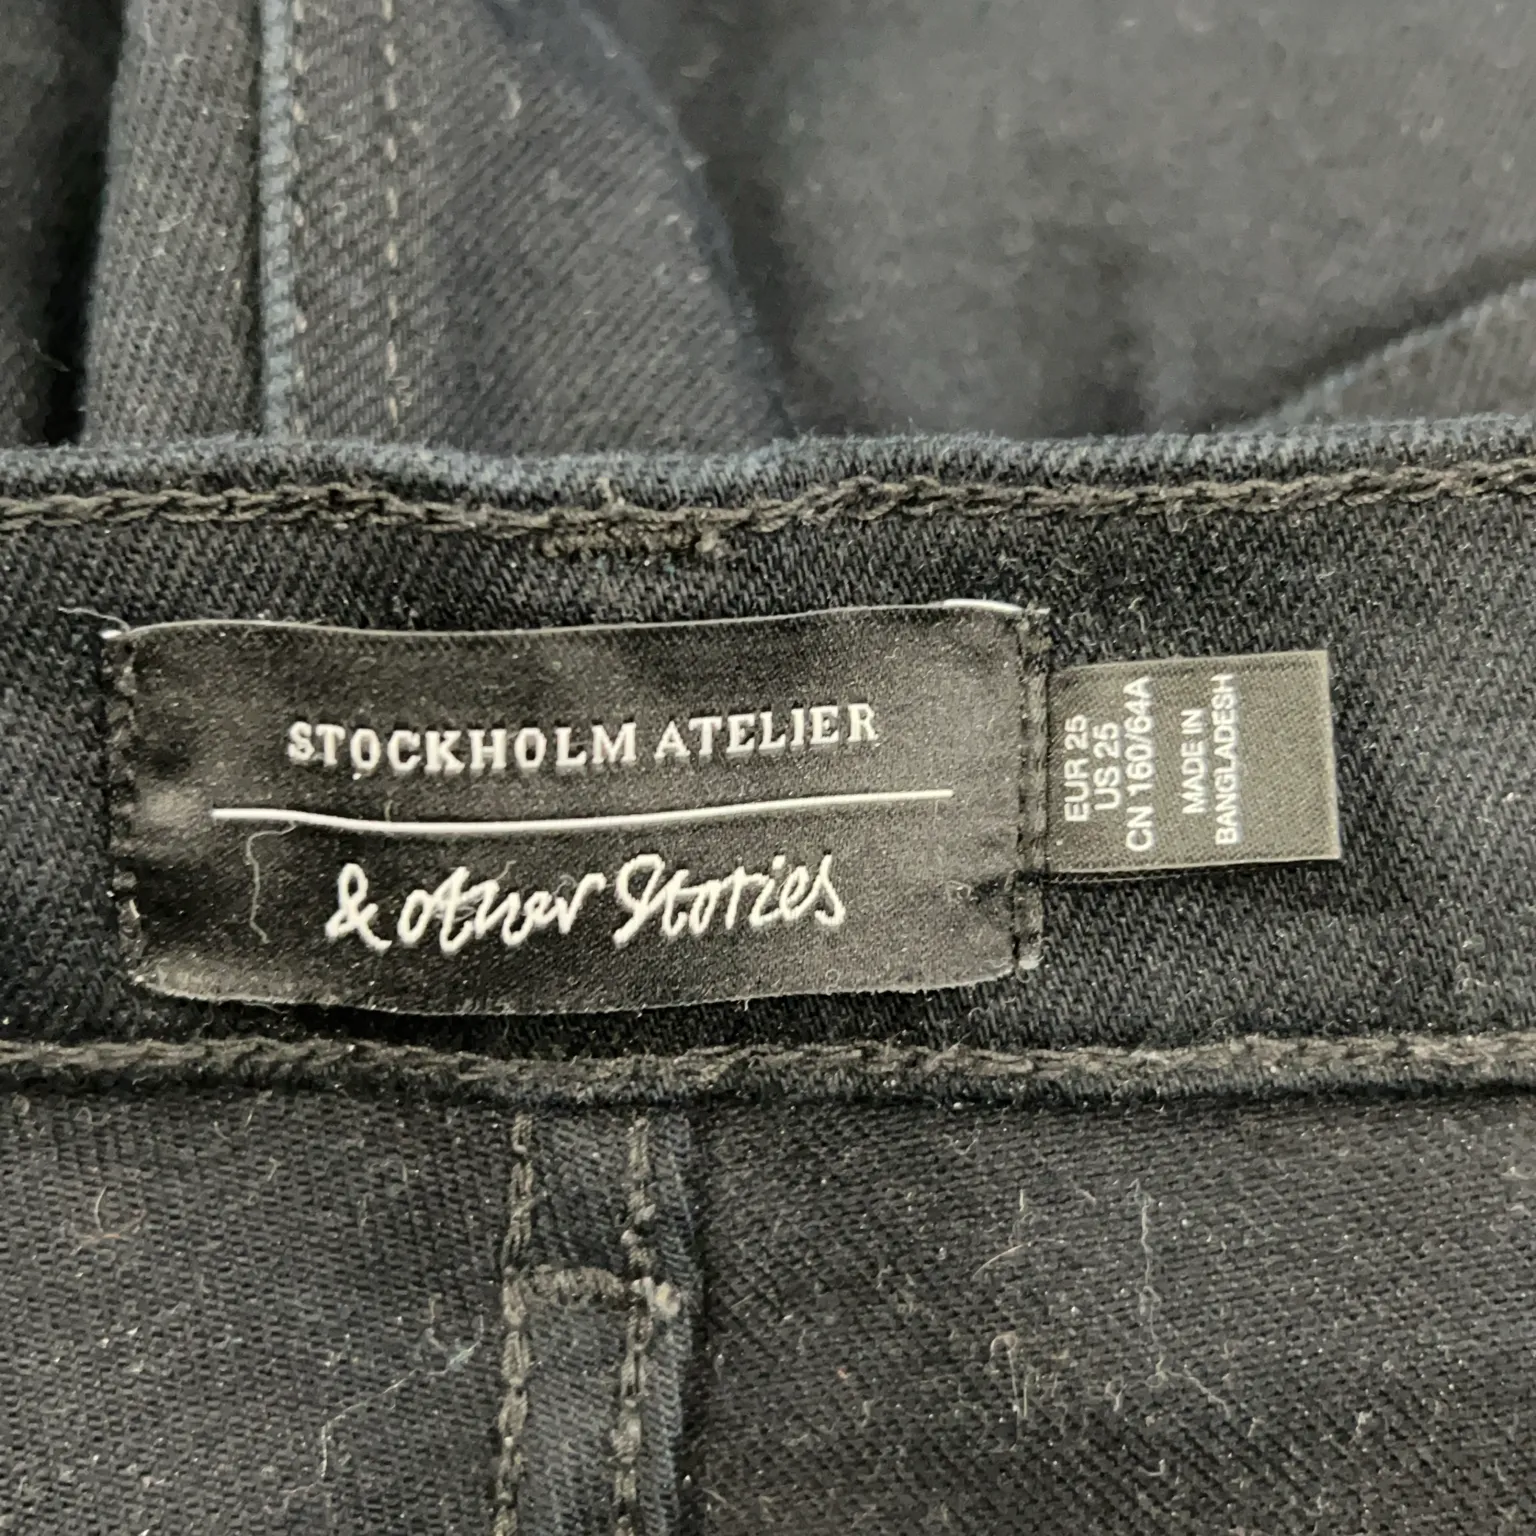 STOCKHOLM ATELIER
& other Stories
EUR 25
US 25
CN 160/64A
MADE IN
BANGLADESH